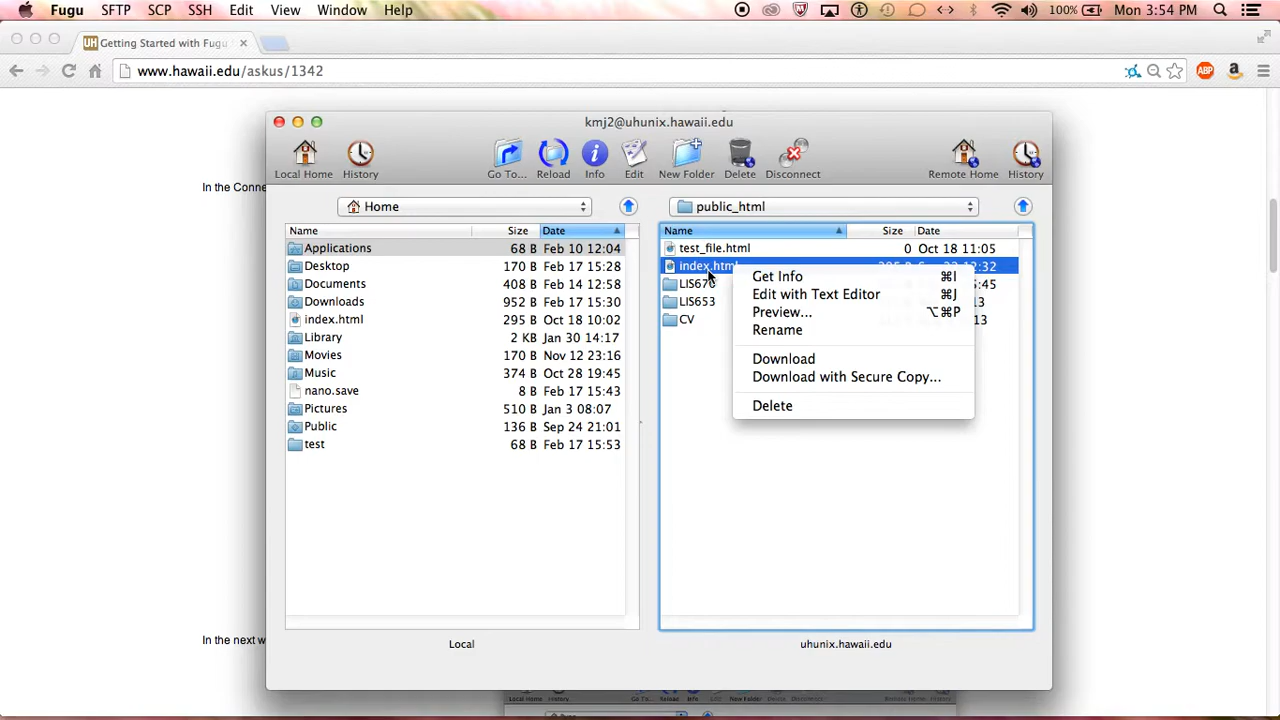 Fugu SFTP SCP SSH Edit View Window Help 100% Mon 3:54 PM
UH Getting Started with Fugu
www.hawaii.edu/askus/1342 ABP
kmj2@uhunix.hawaii.edu
Local Home History Go To... Reload Info Edit New Folder Delete Disconnect Remote Home History
In the Conne
Home public_html
Name Size Date Name Size Date
Applications 68 B Feb 10 12:04 test_file.html 0 Oct 18 11:05
Desktop 170 B Feb 17 15:28 index.html
Documents 408 B Feb 14 12:58
Downloads 952 B Feb 17 15:30 LIS653
index.html 295 B Oct 18 10:02 CV
Library 2 KB Jan 30 14:17
Movies 170 B Nov 12 23:16
Music 374 B Oct 28 19:45
nano.save 8 B Feb 17 15:43
Pictures 510 B Jan 3 08:07
Public 136 B Sep 24 21:01
test 68 B Feb 17 15:53
Get Info ⌘I
Edit with Text Editor ⌘J
Preview... ⌥⌘P
Rename
Download
Download with Secure Copy...
Delete
In the next w
Local uhunix.hawaii.edu